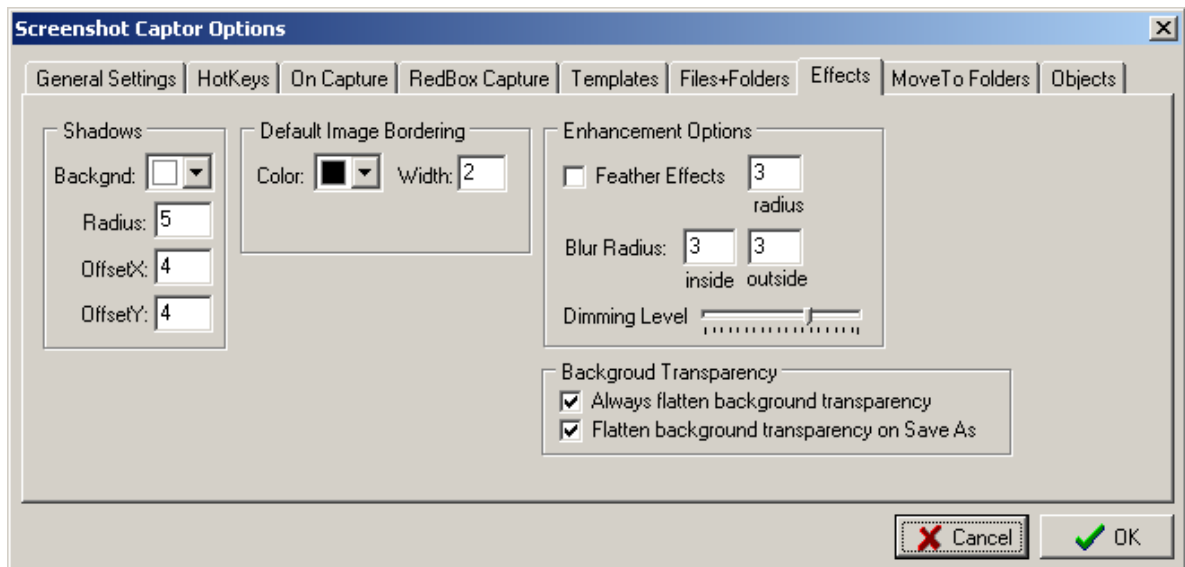 Screenshot Captor Options
General Settings HotKeys On Capture RedBox Capture Templates Files+Folders Effects MoveTo Folders Objects
Shadows
Backgnd:
Radius: 5
OffsetX: 4
OffsetY: 4
Default Image Bordering
Color: Width: 2
Enhancement Options
Feather Effects 3
radius
Blur Radius: 3 3
inside outside
Dimming Level
Backgroud Transparency
Always flatten background transparency
Flatten background transparency on Save As
Cancel OK